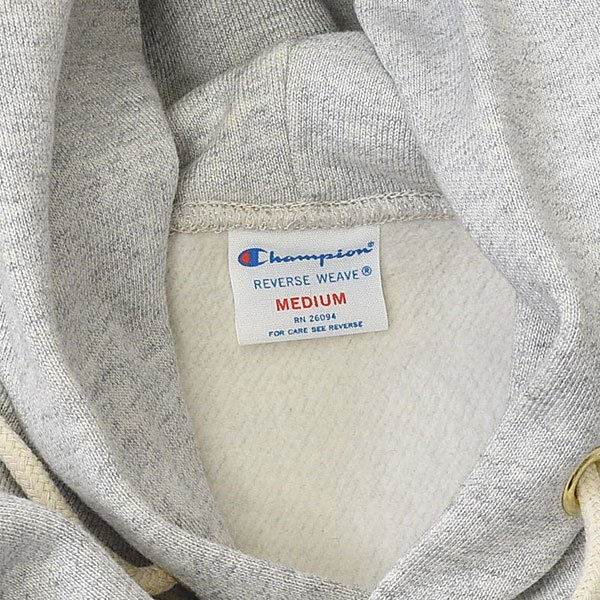 Champion®
REVERSE WEAVE®
MEDIUM
RN 26094
FOR CARE SEE REVERSE